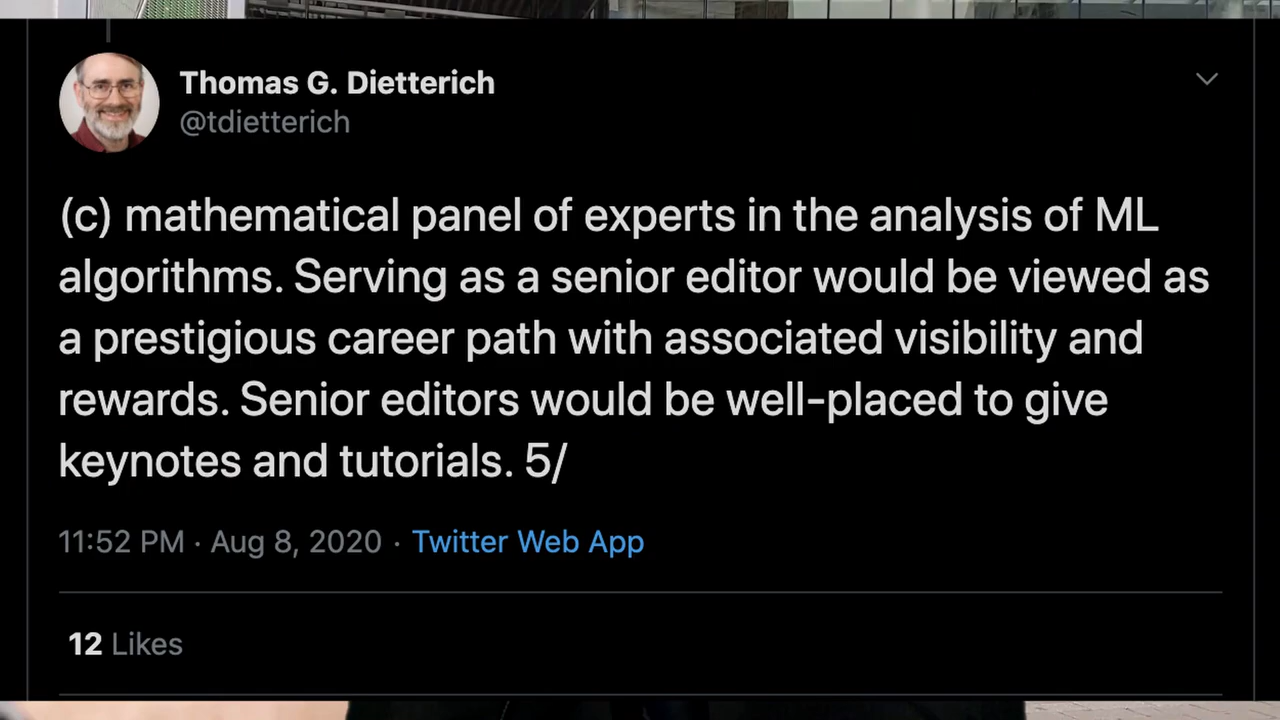 Thomas G. Dietterich
@tdietterich
(c) mathematical panel of experts in the analysis of ML
algorithms. Serving as a senior editor would be viewed as
a prestigious career path with associated visibility and
rewards. Senior editors would be well-placed to give
keynotes and tutorials. 5/
11:52 PM · Aug 8, 2020 · Twitter Web App
12 Likes